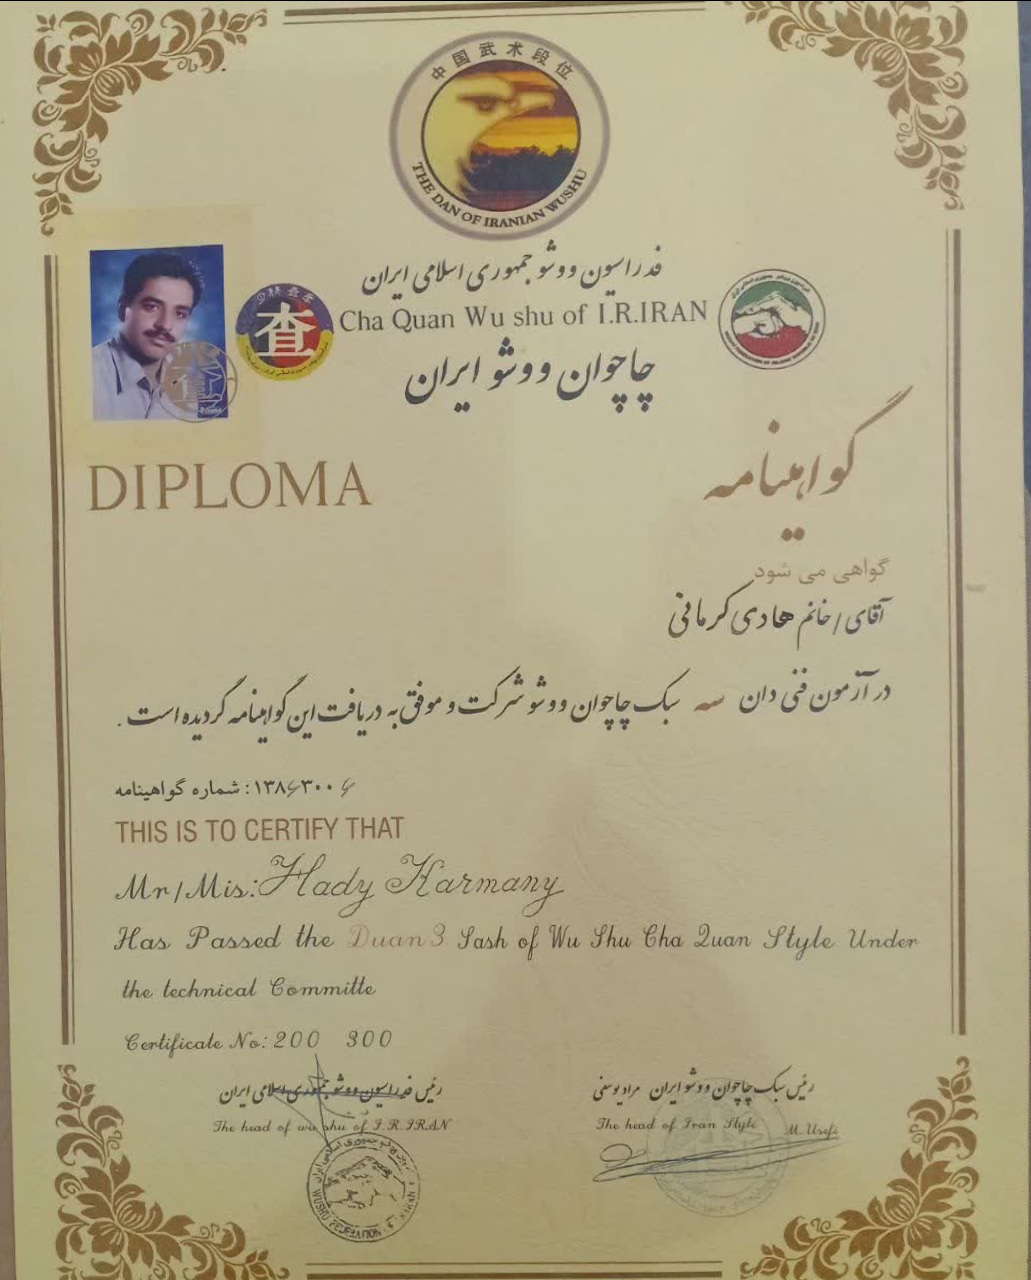 中国武术段位
THE DAN OF IRANIAN WUSHU
فدراسیون ووشو جمهوری اسلامی ایران
查
Cha Quan Wu shu of I.R.IRAN
چاچوان ووشو ایران
DIPLOMA
گواهینامه
گواهی می شود
آقای / خانم هادی کرمانی
در آزمون فنی دان سه سبک چاچوان ووشو شرکت و موفق به دریافت این گواهینامه گردیده است .
شماره گواهینامه :
THIS IS TO CERTIFY THAT
Mr/Mis: Hady Karmany
Has Passed the Duan 3 Sash of Wu Shu Cha Quan Style Under
the technical Committe
Certificate No: 200 300
رئیس سبک چاچوان ووشو ایران مراد یوسفی
The head of Iran Style M. Usefi
رئیس فدراسیون ووشو جمهوری اسلامی ایران
The head of wu shu of I.R.IRAN
WUSHU FEDERATION